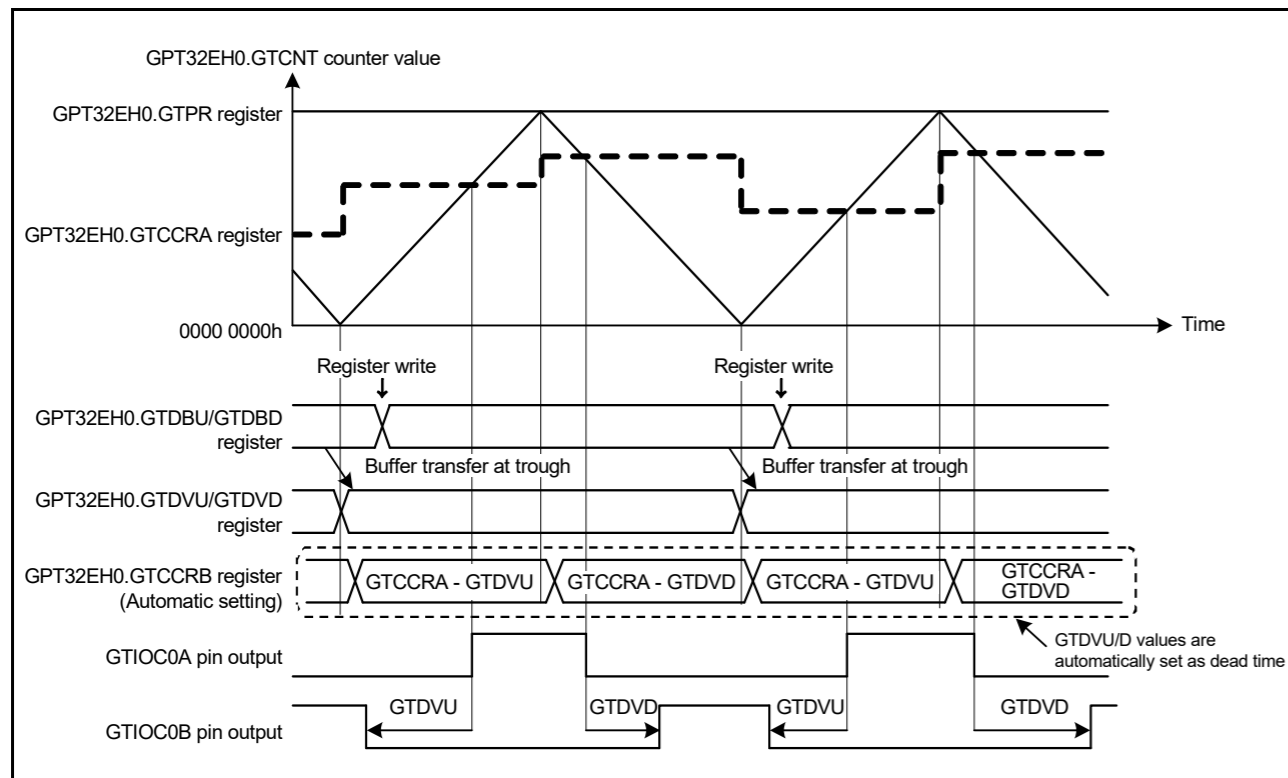 GPT32EH0.GTCNT counter value
GPT32EH0.GTPR register
GPT32EH0.GTCCRA register
0000 0000h
Time
Register write
Register write
GPT32EH0.GTDBU/GTDBD
register
Buffer transfer at trough
Buffer transfer at trough
GPT32EH0.GTDVU/GTDVD
register
GPT32EH0.GTCCRB register
(Automatic setting)
GTCCRA - GTDVU
GTCCRA - GTDVD
GTCCRA - GTDVU
GTCCRA -
GTDVD
GTDVU/D values are
automatically set as dead time
GTIOC0A pin output
GTDVU
GTDVD
GTDVU
GTDVD
GTIOC0B pin output